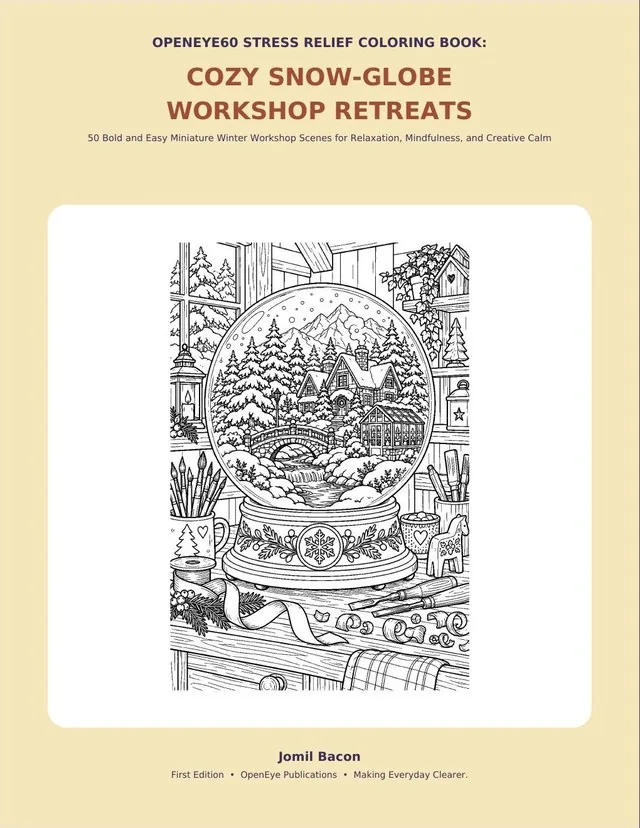 OPENEYE60 STRESS RELIEF COLORING BOOK:
COZY SNOW-GLOBE
WORKSHOP RETREATS
50 Bold and Easy Miniature Winter Workshop Scenes for Relaxation, Mindfulness, and Creative Calm
Jomil Bacon
First Edition • OpenEye Publications • Making Everyday Clearer.